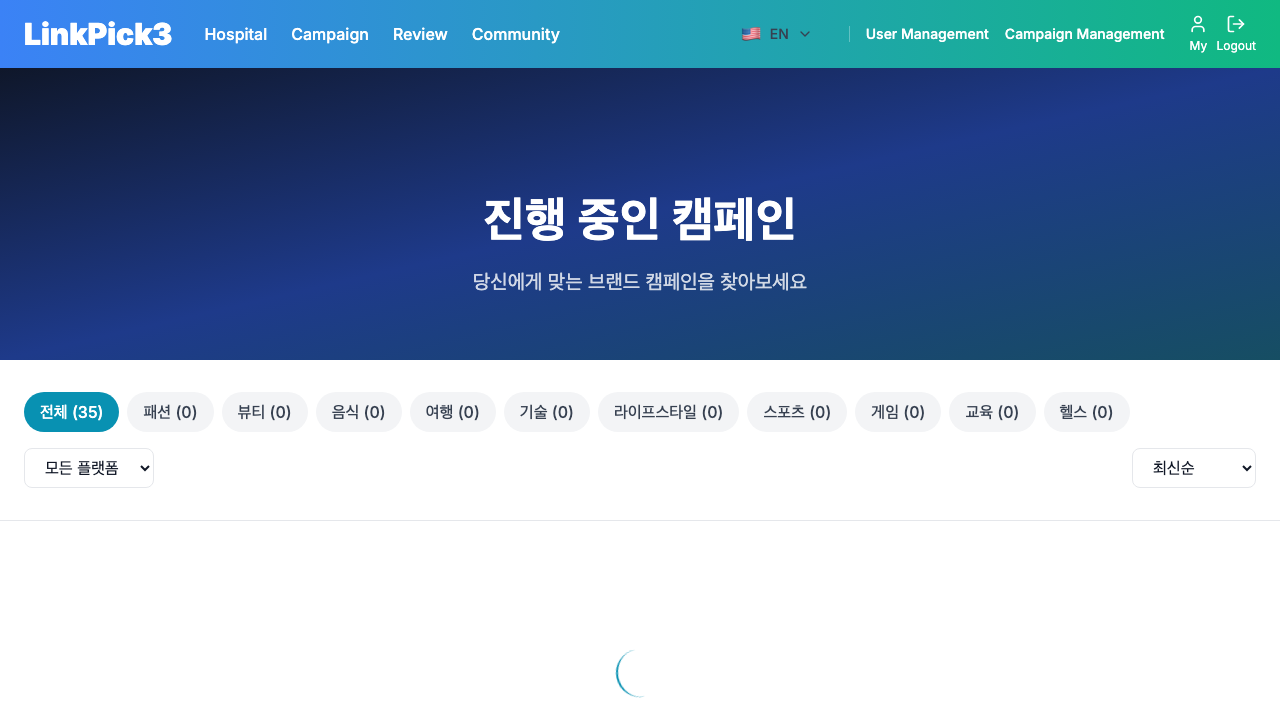 LinkPick3 Hospital Campaign Review Community EN User Management Campaign Management My Logout
진행 중인 캠페인
당신에게 맞는 브랜드 캠페인을 찾아보세요
전체 (35) 패션 (0) 뷰티 (0) 음식 (0) 여행 (0) 기술 (0) 라이프스타일 (0) 스포츠 (0) 게임 (0) 교육 (0) 헬스 (0)
모든 플랫폼 최신순